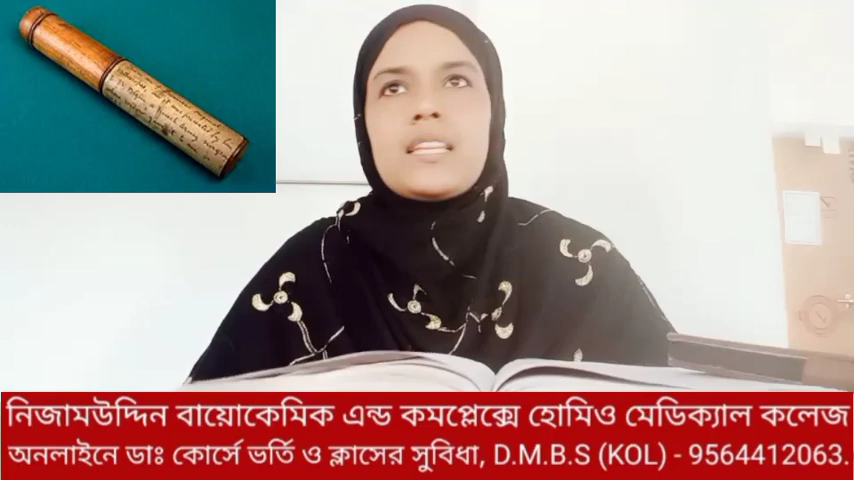 নিজামউদ্দিন বায়োকেমিক এন্ড কমপ্লেক্সে হোমিও মেডিক্যাল কলেজ
অনলাইনে ডাঃ কোর্সে ভর্তি ও ক্লাসের সুবিধা, D.M.B.S (KOL) - 9564412063.